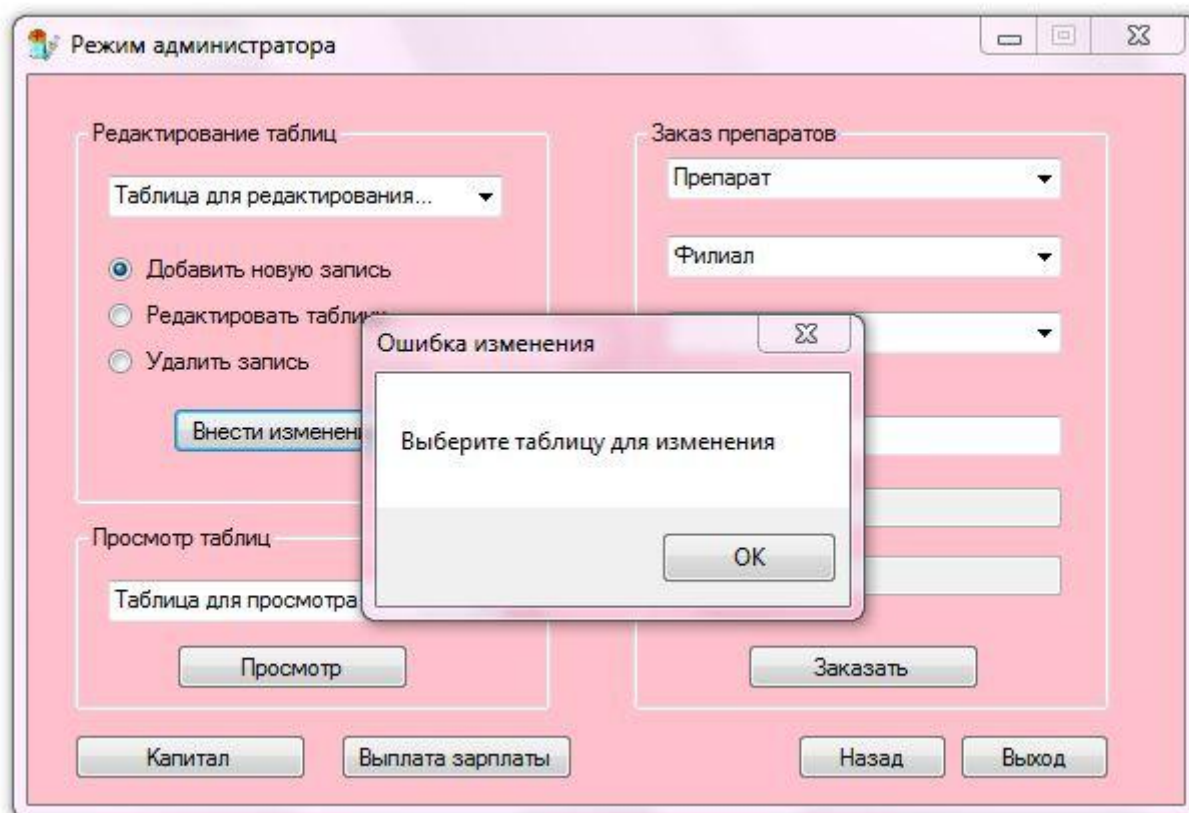 Режим администратора
Редактирование таблиц
Таблица для редактирования...
Добавить новую запись
Редактировать таблицу
Удалить запись
Внести изменени
Просмотр таблиц
Таблица для просмотра
Просмотр
Заказ препаратов
Препарат
Филиал
Заказать
Ошибка изменения
Выберите таблицу для изменения
OK
Капитал
Выплата зарплаты
Назад
Выход